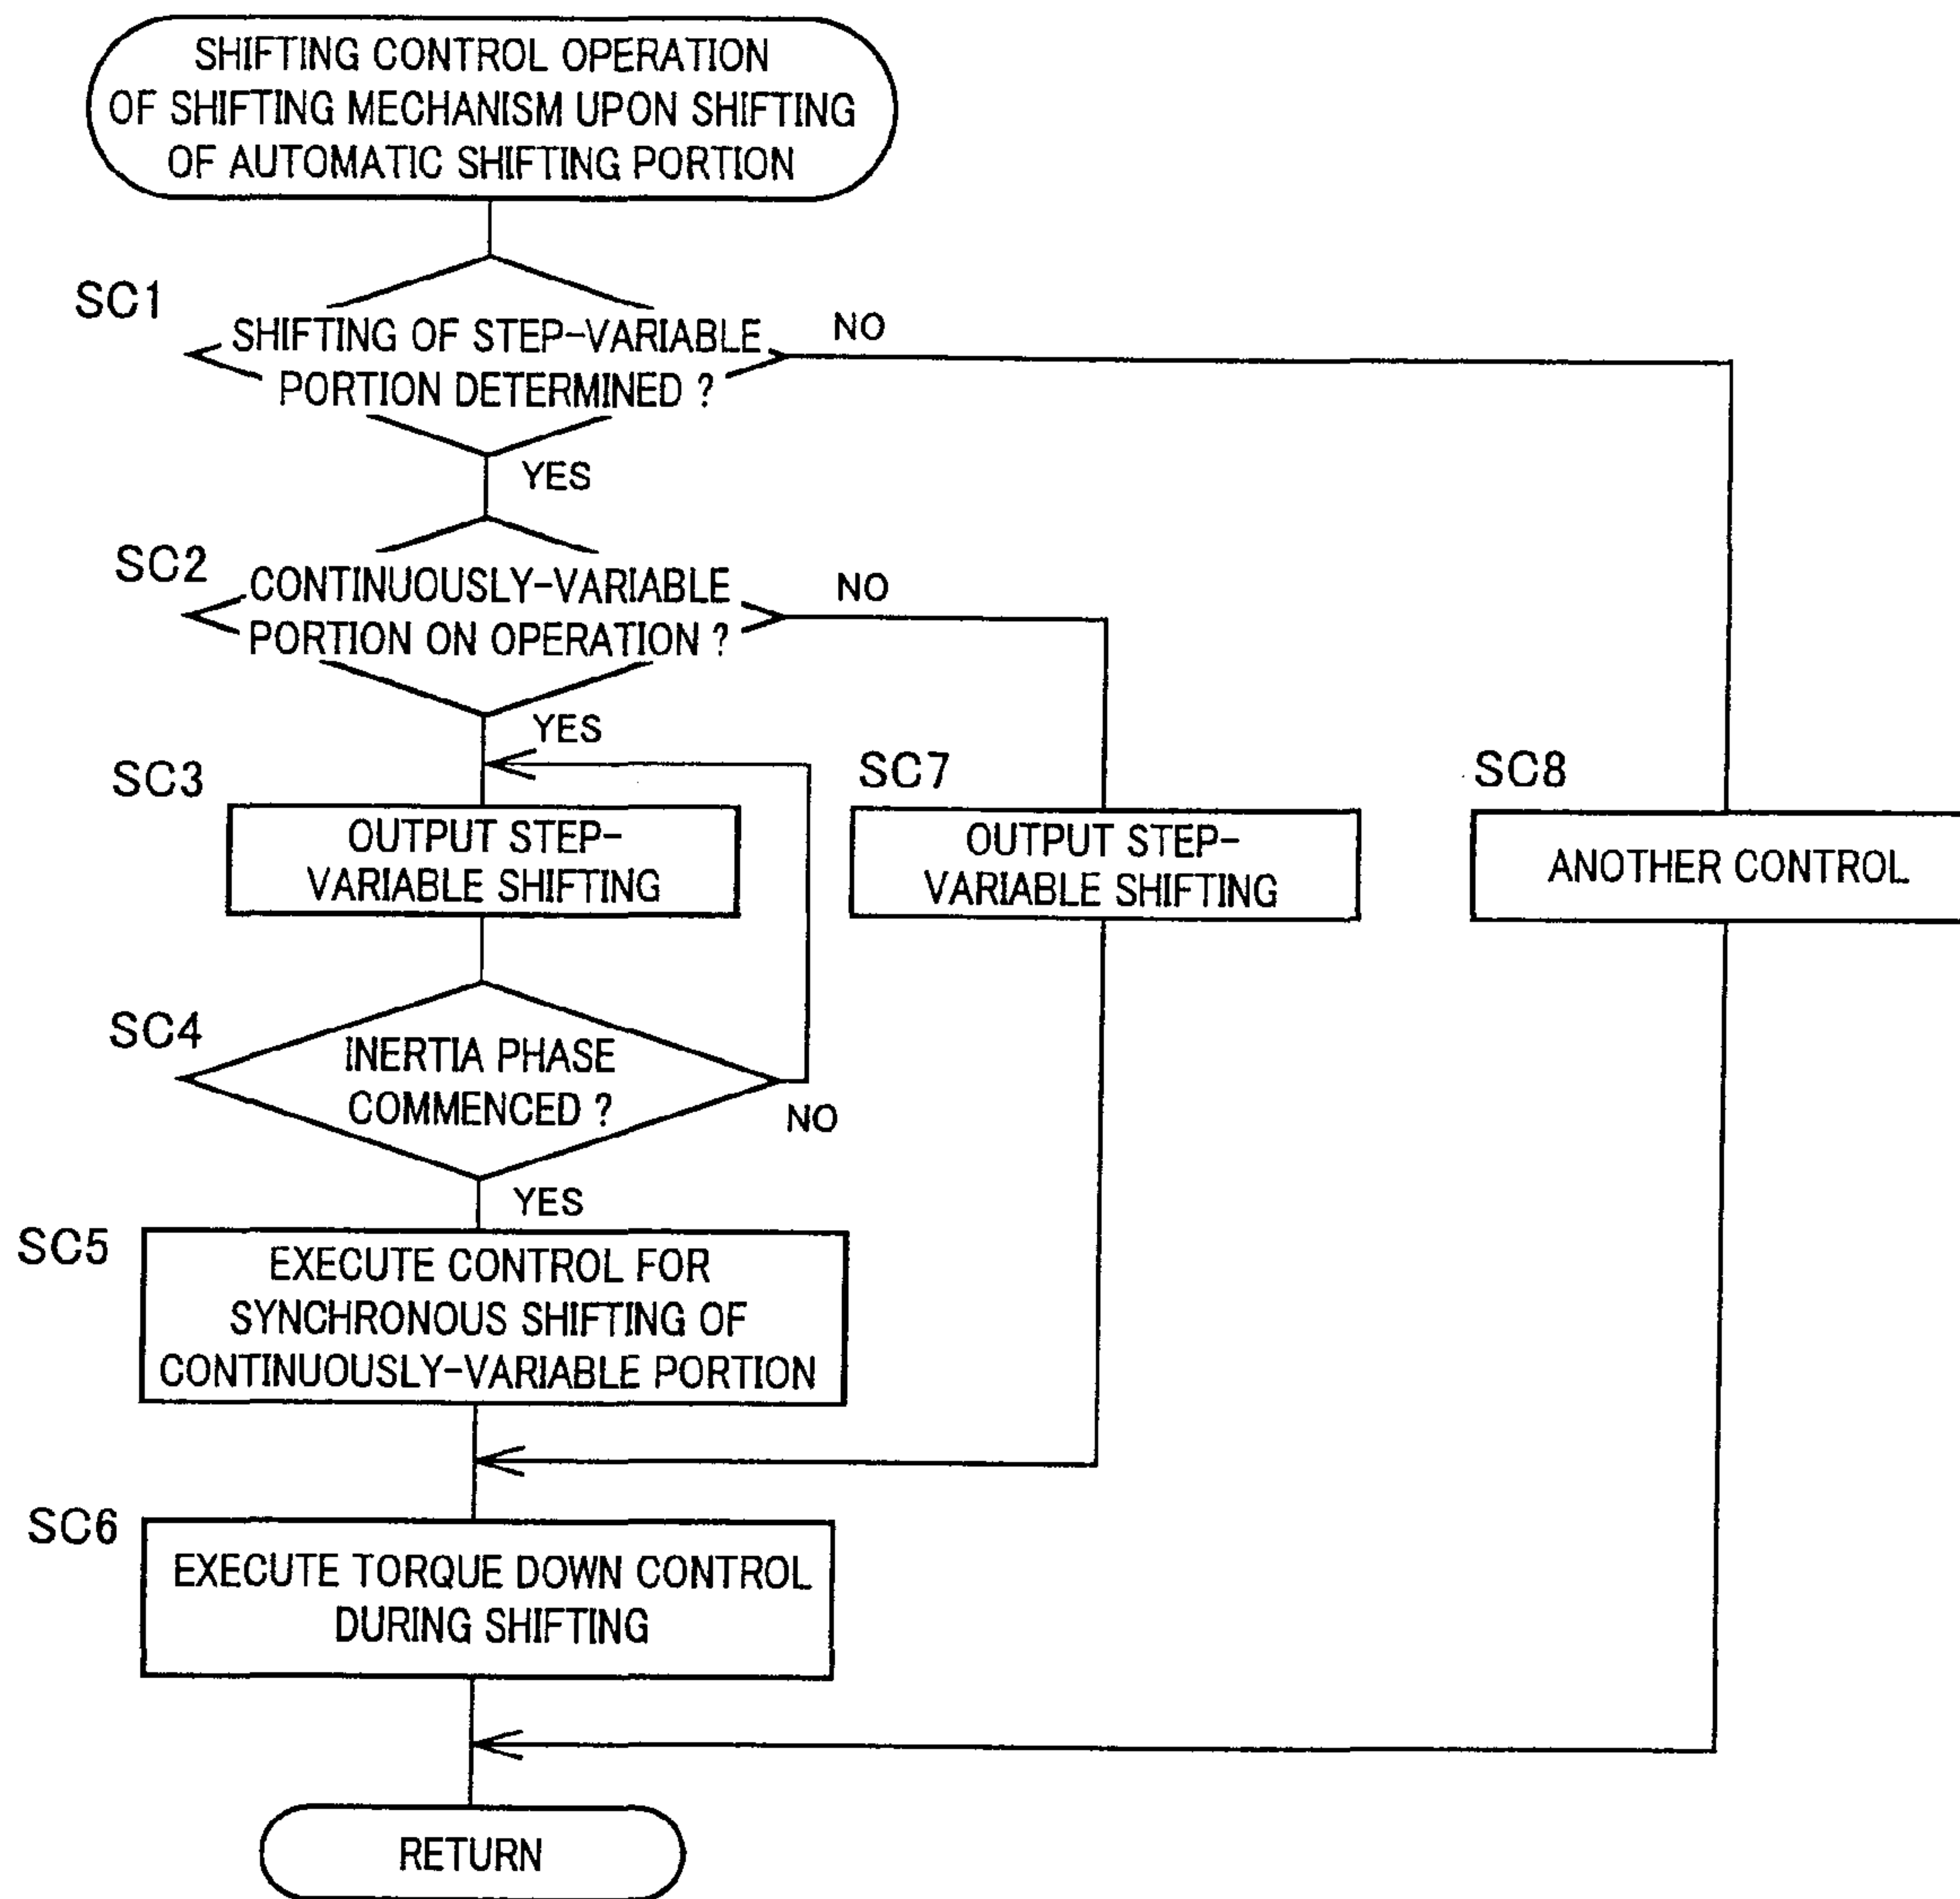 SHIFTING CONTROL OPERATION
OF SHIFTING MECHANISM UPON SHIFTING
OF AUTOMATIC SHIFTING PORTION
SC1
SHIFTING OF STEP-VARIABLE
PORTION DETERMINED ?
NO
YES
SC2
CONTINUOUSLY-VARIABLE
PORTION ON OPERATION ?
NO
YES
SC3
OUTPUT STEP-
VARIABLE SHIFTING
SC7
OUTPUT STEP-
VARIABLE SHIFTING
SC8
ANOTHER CONTROL
SC4
INERTIA PHASE
COMMENCED ?
NO
YES
SC5
EXECUTE CONTROL FOR
SYNCHRONOUS SHIFTING OF
CONTINUOUSLY-VARIABLE PORTION
SC6
EXECUTE TORQUE DOWN CONTROL
DURING SHIFTING
RETURN